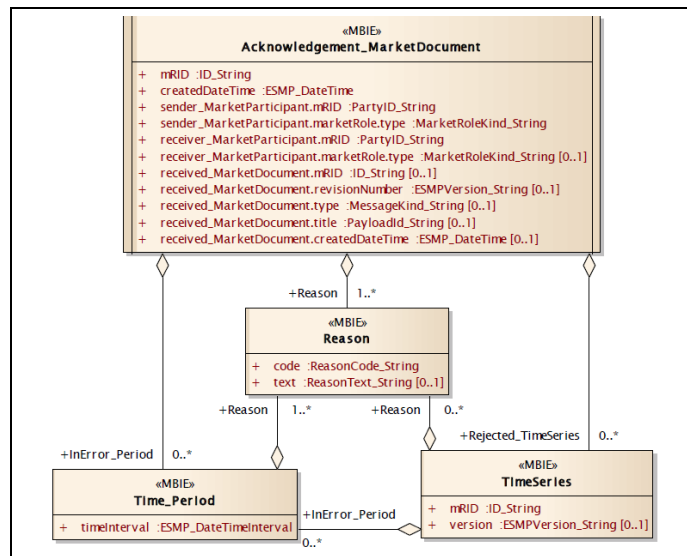 «MBIE»
Acknowledgement_MarketDocument
+ mRID :ID_String
+ createdDateTime :ESMP_DateTime
+ sender_MarketParticipant.mRID :PartyID_String
+ sender_MarketParticipant.marketRole.type :MarketRoleKind_String
+ receiver_MarketParticipant.mRID :PartyID_String
+ receiver_MarketParticipant.marketRole.type :MarketRoleKind_String [0..1]
+ received_MarketDocument.mRID :ID_String [0..1]
+ received_MarketDocument.revisionNumber :ESMPVersion_String [0..1]
+ received_MarketDocument.type :MessageKind_String [0..1]
+ received_MarketDocument.title :PayloadId_String [0..1]
+ received_MarketDocument.createdDateTime :ESMP_DateTime [0..1]
+Reason 1..*
«MBIE»
Reason
+ code :ReasonCode_String
+ text :ReasonText_String [0..1]
+Reason 1..* +Reason 0..*
+InError_Period 0..* +Rejected_TimeSeries 0..*
«MBIE»
Time_Period
+ timeInterval :ESMP_DateTimeInterval
+InError_Period
0..*
«MBIE»
TimeSeries
+ mRID :ID_String
+ version :ESMPVersion_String [0..1]